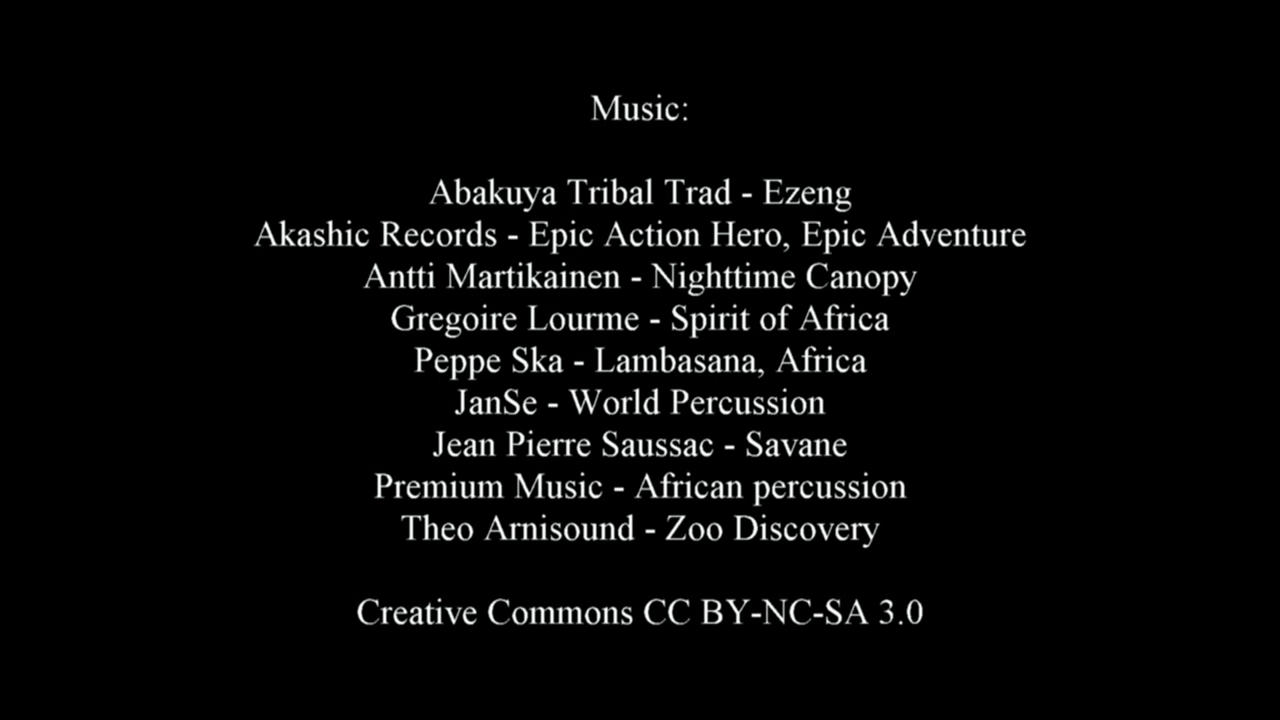 Music:
Abakuya Tribal Trad - Ezeng
Akashic Records - Epic Action Hero, Epic Adventure
Antti Martikainen - Nighttime Canopy
Gregoire Lourme - Spirit of Africa
Peppe Ska - Lambasana, Africa
JanSe - World Percussion
Jean Pierre Saussac - Savane
Premium Music - African percussion
Theo Arnisound - Zoo Discovery
Creative Commons CC BY-NC-SA 3.0